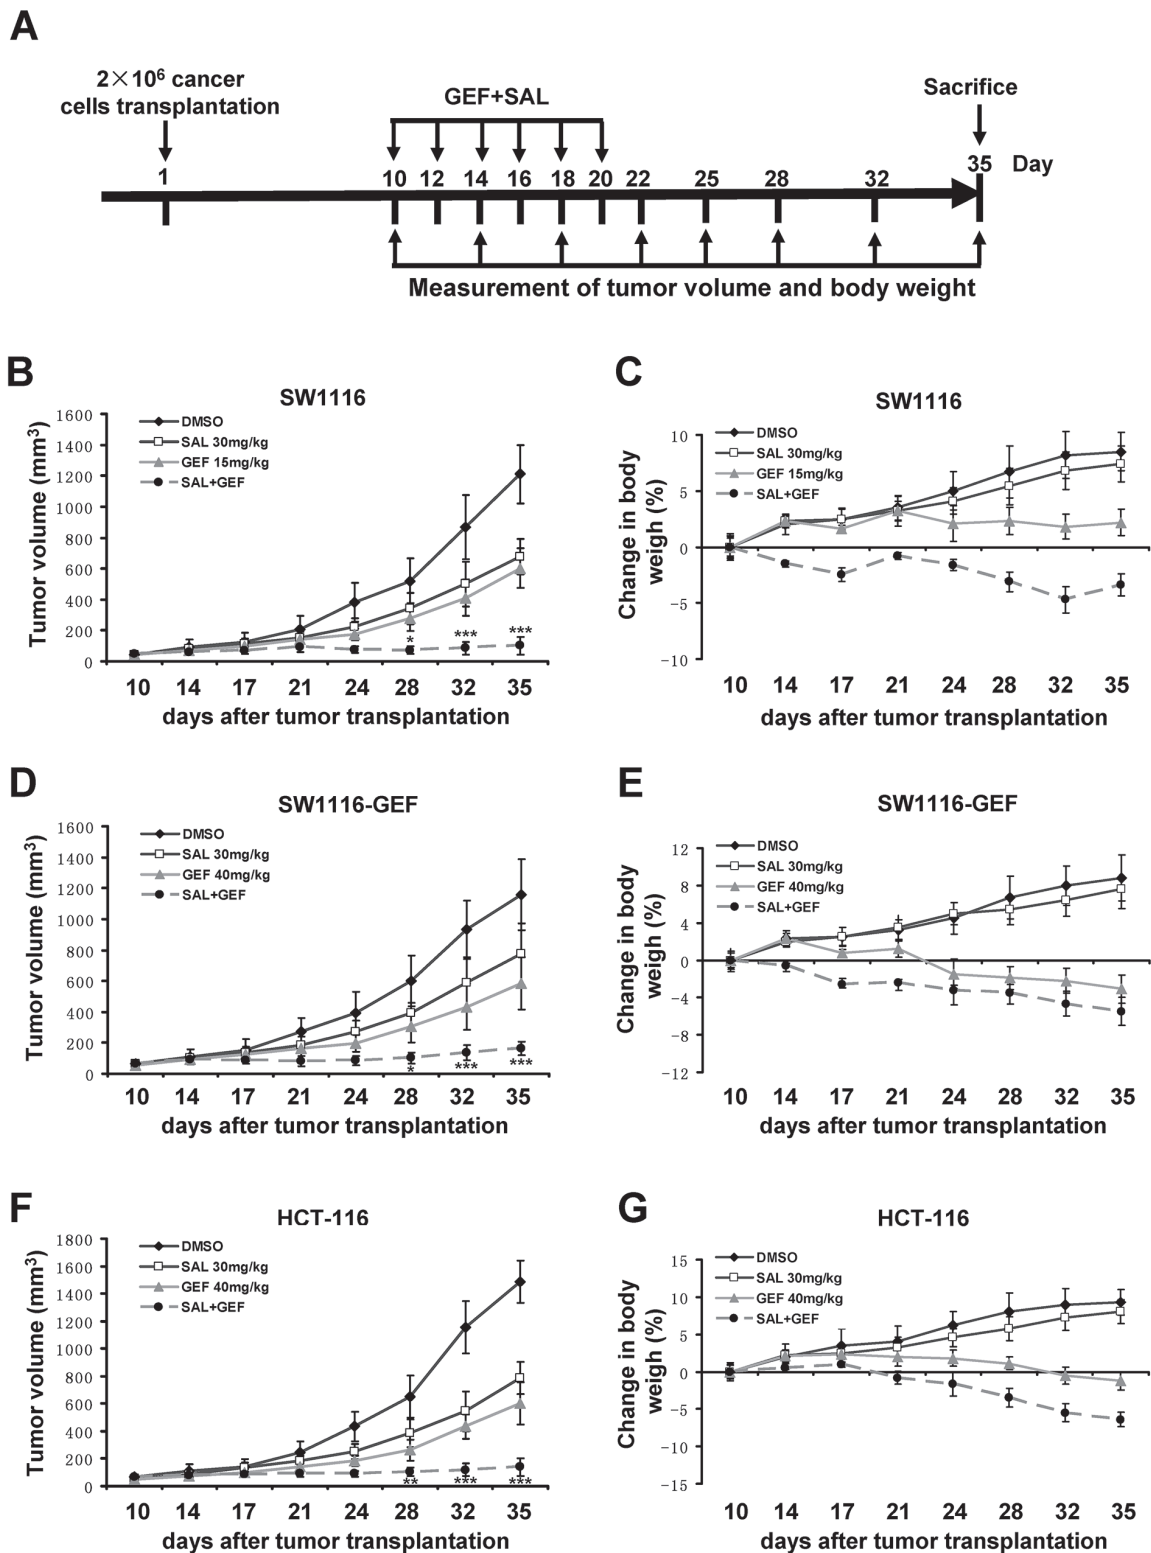 A
2×10⁶ cancer
cells transplantation
GEF+SAL
Sacrifice
1 10 12 14 16 18 20 22 25 28 32 35 Day
Measurement of tumor volume and body weight
B
SW1116
Tumor volume (mm³)
1600
1400
1200
1000
800
600
400
200
0
DMSO
SAL 30mg/kg
GEF 15mg/kg
SAL+GEF
* *** ***
10 14 17 21 24 28 32 35
days after tumor transplantation
C
SW1116
Change in body
weigh (%)
10
5
0
-5
-10
DMSO
SAL 30mg/kg
GEF 15mg/kg
SAL+GEF
10 14 17 21 24 28 32 35
days after tumor transplantation
D
SW1116-GEF
Tumor volume (mm³)
1600
1400
1200
1000
800
600
400
200
0
DMSO
SAL 30mg/kg
GEF 40mg/kg
SAL+GEF
* *** ***
10 14 17 21 24 28 32 35
days after tumor transplantation
E
SW1116-GEF
Change in body
weigh (%)
12
8
4
0
-4
-8
-12
DMSO
SAL 30mg/kg
GEF 40mg/kg
SAL+GEF
10 14 17 21 24 28 32 35
days after tumor transplantation
F
HCT-116
Tumor volume (mm³)
1800
1600
1400
1200
1000
800
600
400
200
0
DMSO
SAL 30mg/kg
GEF 40mg/kg
SAL+GEF
** *** ***
10 14 17 21 24 28 32 35
days after tumor transplantation
G
HCT-116
Change in body
weigh (%)
15
10
5
0
-5
-10
-15
DMSO
SAL 30mg/kg
GEF 40mg/kg
SAL+GEF
10 14 17 21 24 28 32 35
days after tumor transplantation